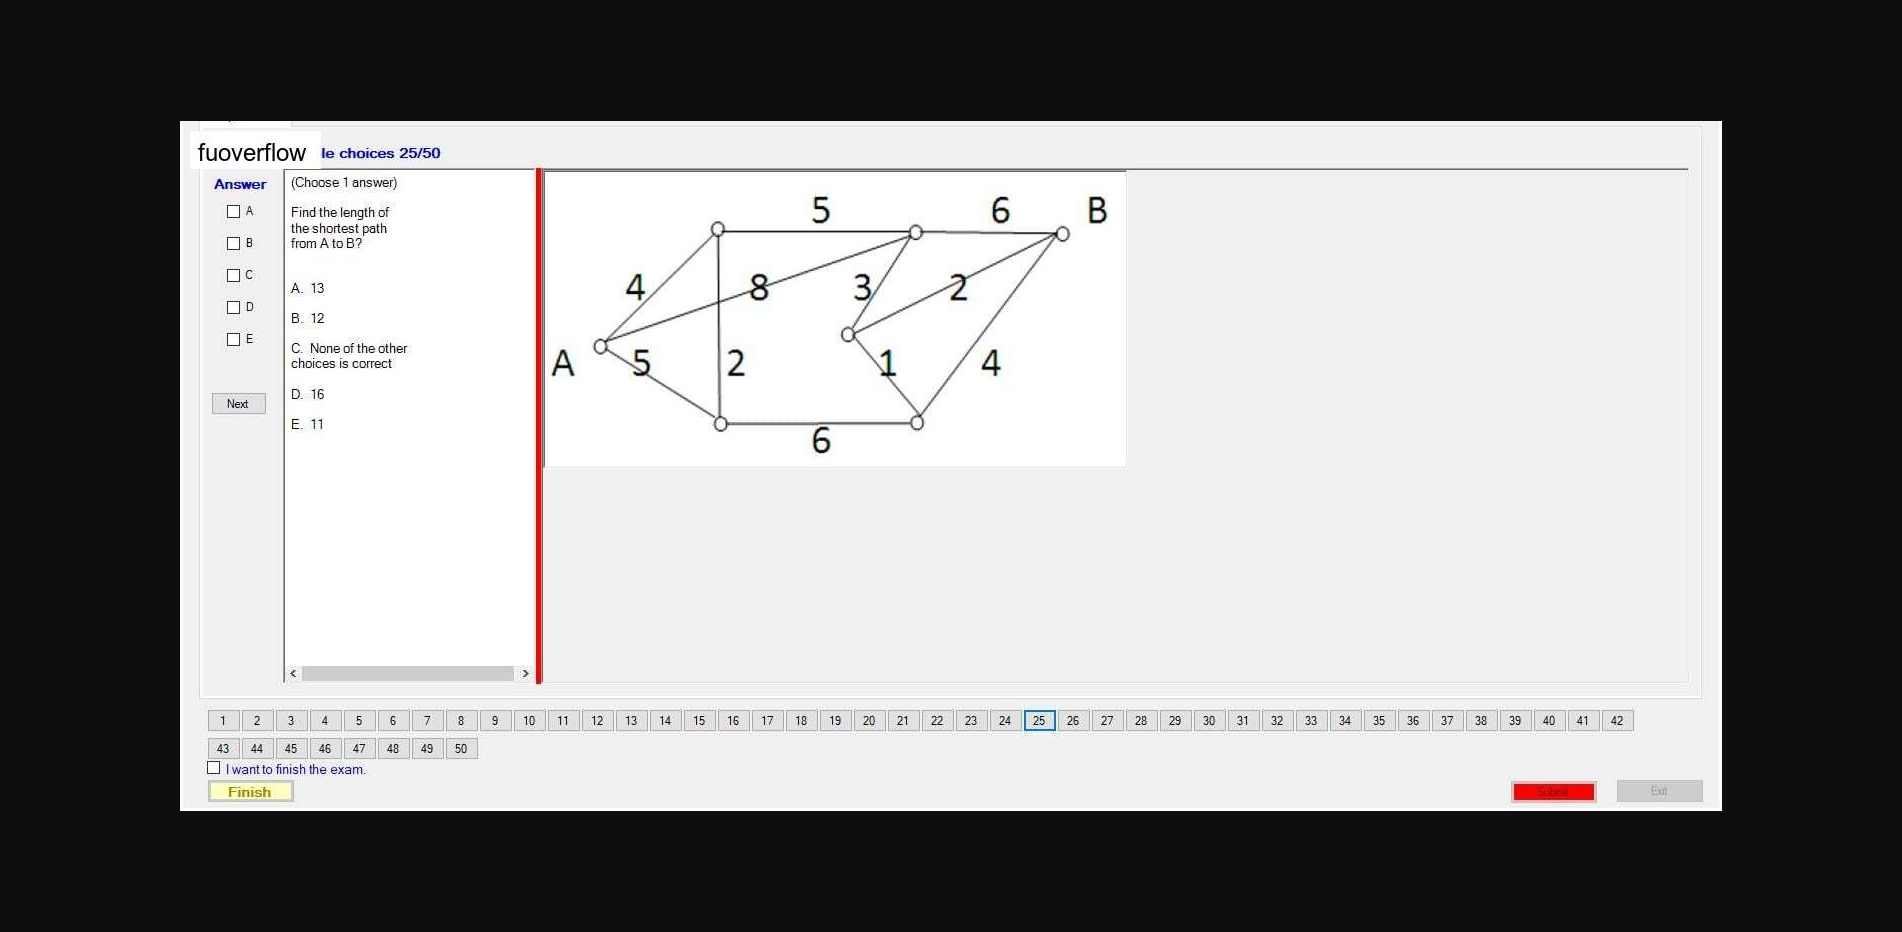 fuoverflow le choices 25/50
Answer
A
B
C
D
E
Next
(Choose 1 answer)
Find the length of
the shortest path
from A to B?
A. 13
B. 12
C. None of the other
choices is correct
D. 16
E. 11
5 6 B
4 8 3 2
A 5 2 1 4
6
1 2 3 4 5 6 7 8 9 10 11 12 13 14 15 16 17 18 19 20 21 22 23 24 25 26 27 28 29 30 31 32 33 34 35 36 37 38 39 40 41 42
43 44 45 46 47 48 49 50
I want to finish the exam.
Finish Submit Exit